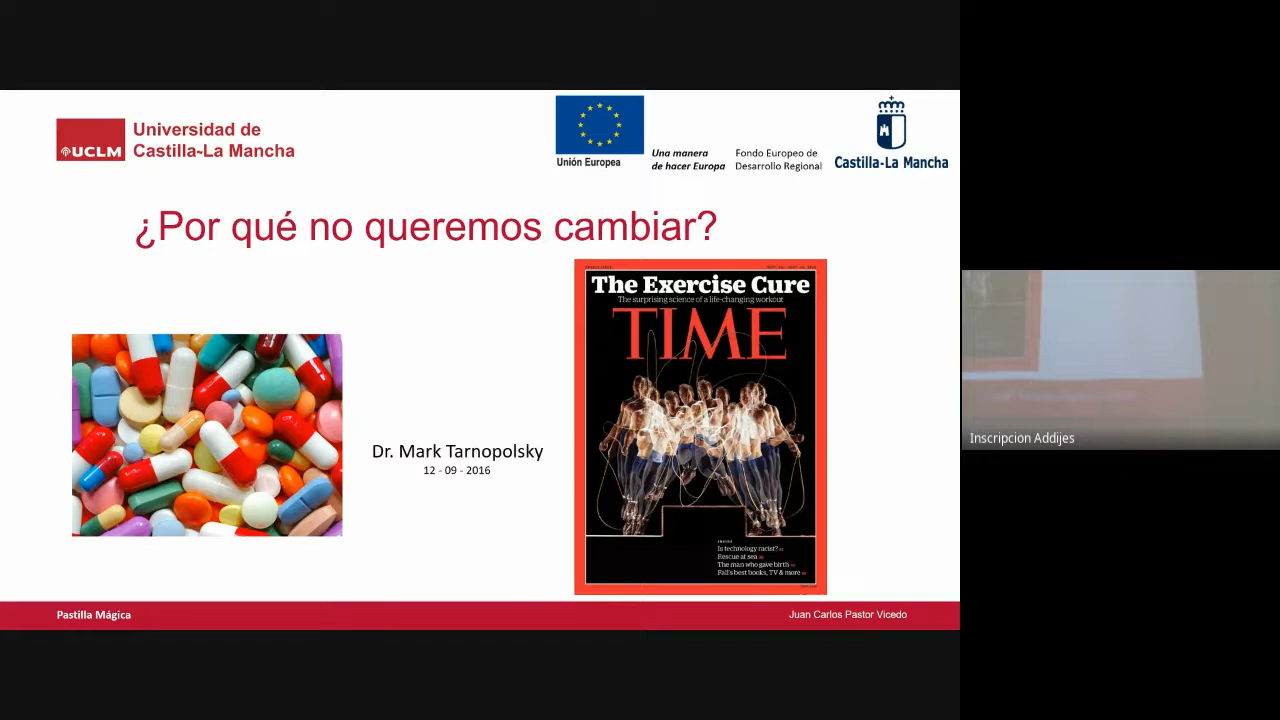 UCLM
Universidad de
Castilla-La Mancha
Unión Europea
Una manera
de hacer Europa
Fondo Europeo de
Desarrollo Regional
Castilla-La Mancha
¿Por qué no queremos cambiar?
The Exercise Cure
The surprising science of a life-changing workout
TIME
Dr. Mark Tarnopolsky
12 - 09 - 2016
Is technology racist?
Rescue at sea
The man who gave birth
Fall's best books, TV & more
Pastilla Mágica
Juan Carlos Pastor Vicedo
Inscripcion Addijes